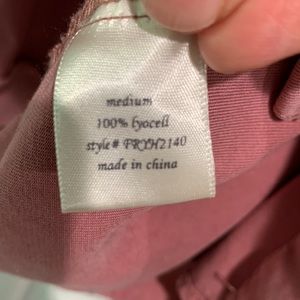 medium
100% lyocell
style# FRYH2140
made in china